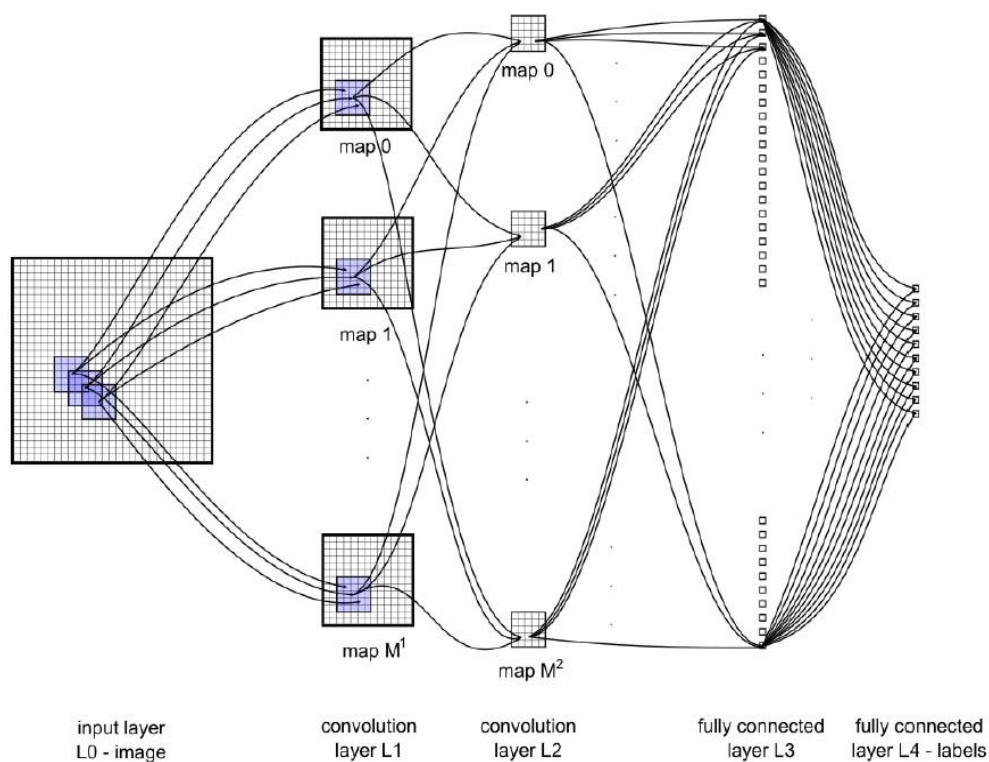 map 0
map 0
map 1
map 1
map M¹
map M²
input layer
L0 - image
convolution
layer L1
convolution
layer L2
fully connected
layer L3
fully connected
layer L4 - labels